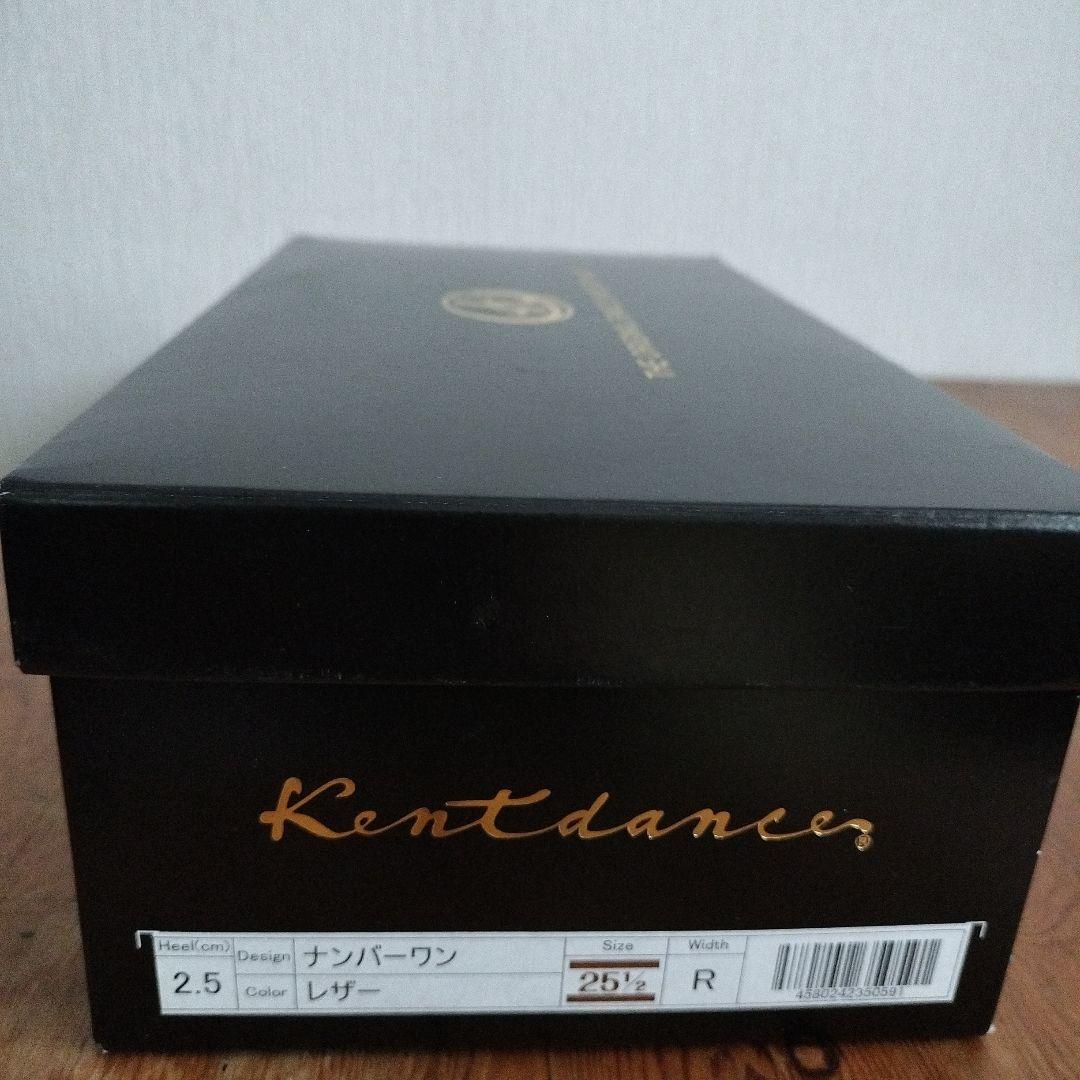 Kentdance®
Heel(cm)
2.5
Design
ナンバーワン
Color
レザー
Size
25½
Width
R
4580242350591